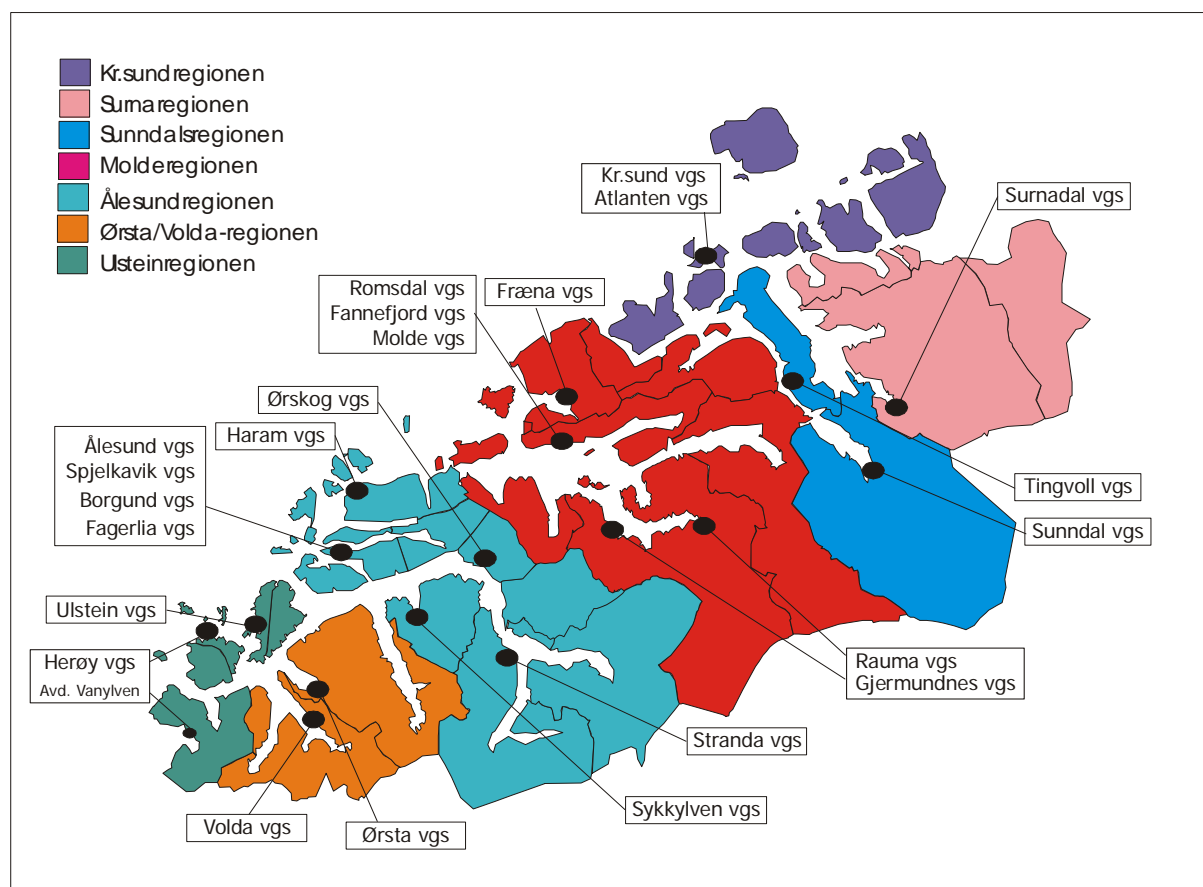 Kr.sundregionen
Surnaregionen
Sunndalsregionen
Molderegionen
Ålesundregionen
Ørsta/Volda-regionen
Ulsteinregionen
Kr.sund vgs
Atlanten vgs
Surnadal vgs
Romsdal vgs
Fannefjord vgs
Molde vgs
Fræna vgs
Ørskog vgs
Haram vgs
Ålesund vgs
Spjelkavik vgs
Borgund vgs
Fagerlia vgs
Tingvoll vgs
Sunndal vgs
Ulstein vgs
Herøy vgs
Avd. Vanylven
Rauma vgs
Gjermundnes vgs
Stranda vgs
Sykkylven vgs
Volda vgs
Ørsta vgs